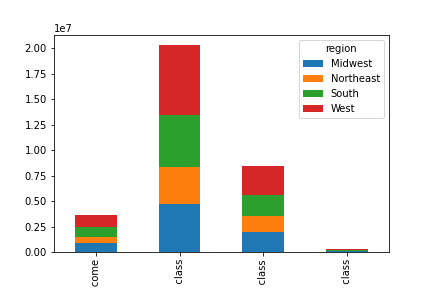 1e7
2.00
1.75
1.50
1.25
1.00
0.75
0.50
0.25
0.00
region
Midwest
Northeast
South
West
come
class
class
class